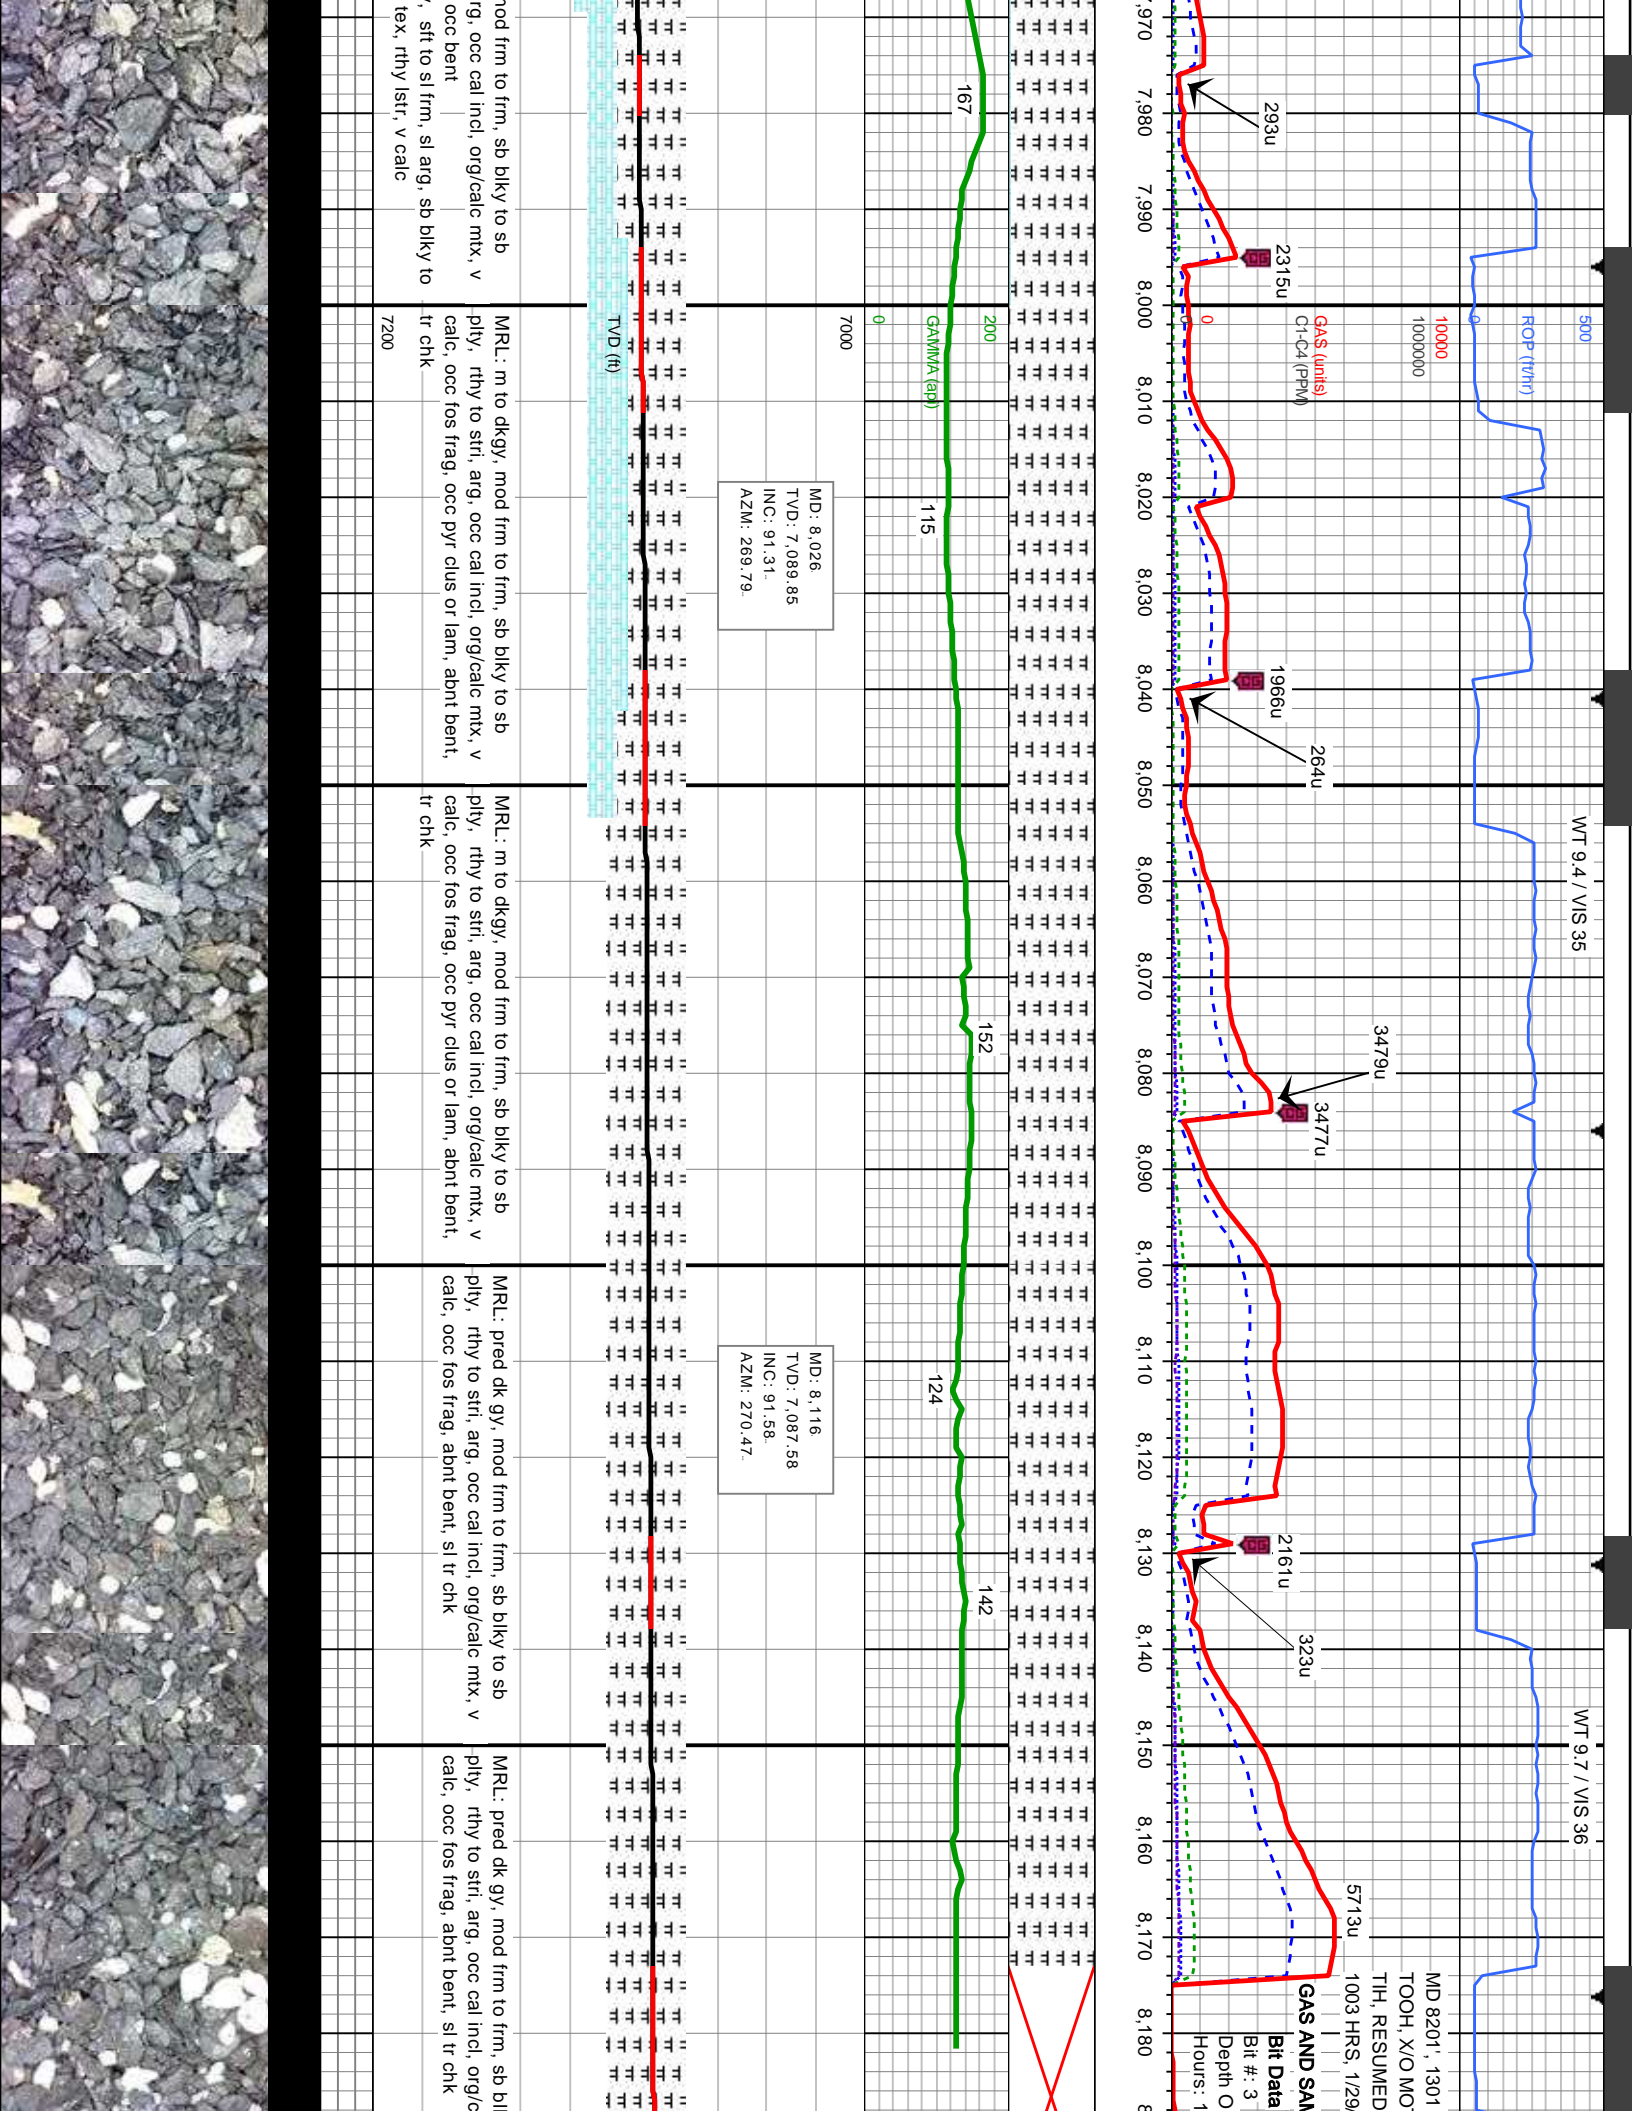 WT 9.4 / VIS 35
WT 9.7 / VIS 36
500
ROP (ft/hr)
0
MD 8201', 1301
TOOH, X/O MOT
TIH, RESUMED
1003 HRS, 1/29/
GAS AND SAM
Bit Data
Bit #: 3
Depth O
Hours: 1
10000
1000000
GAS (units)
C1-C4 (PPM)
0
293u
2315u
1966u
264u
3479u
3477u
2161u
323u
5713u
7,970
7,980
7,990
8,000
8,010
8,020
8,030
8,040
8,050
8,060
8,070
8,080
8,090
8,100
8,110
8,120
8,130
8,140
8,150
8,160
8,170
8,180
200
GAMMA (api)
0
167
115
152
124
142
7000
MD: 8,026
TVD: 7,089.85
INC: 91.31
AZM: 269.79
MD: 8,116
TVD: 7,087.58
INC: 91.58
AZM: 270.47
TVD (ft)
7200
mod frm to frm, sb blky to sb
rg, occ cal incl, org/calc mtx, v
occ bent
, sft to sl frm, sl arg, sb blky to
tex, rthy lstr, v calc
MRL: m to dkgy, mod frm to frm, sb blky to sb
plty, rthy to stri, arg, occ cal incl, org/calc mtx, v
calc, occ fos frag, occ pyr clus or lam, abnt bent,
tr chk
MRL: m to dkgy, mod frm to frm, sb blky to sb
plty, rthy to stri, arg, occ cal incl, org/calc mtx, v
calc, occ fos frag, occ pyr clus or lam, abnt bent,
tr chk
MRL: pred dk gy, mod frm to frm, sb blky to sb
plty, rthy to stri, arg, occ cal incl, org/calc mtx, v
calc, occ fos frag, abnt bent, sl tr chk
MRL: pred dk gy, mod frm to frm, sb bl
plty, rthy to stri, arg, occ cal incl, org/c
calc, occ fos frag, abnt bent, sl tr chk